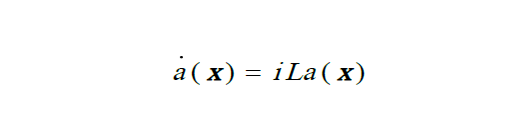 ȧ(x) = iLa(x)